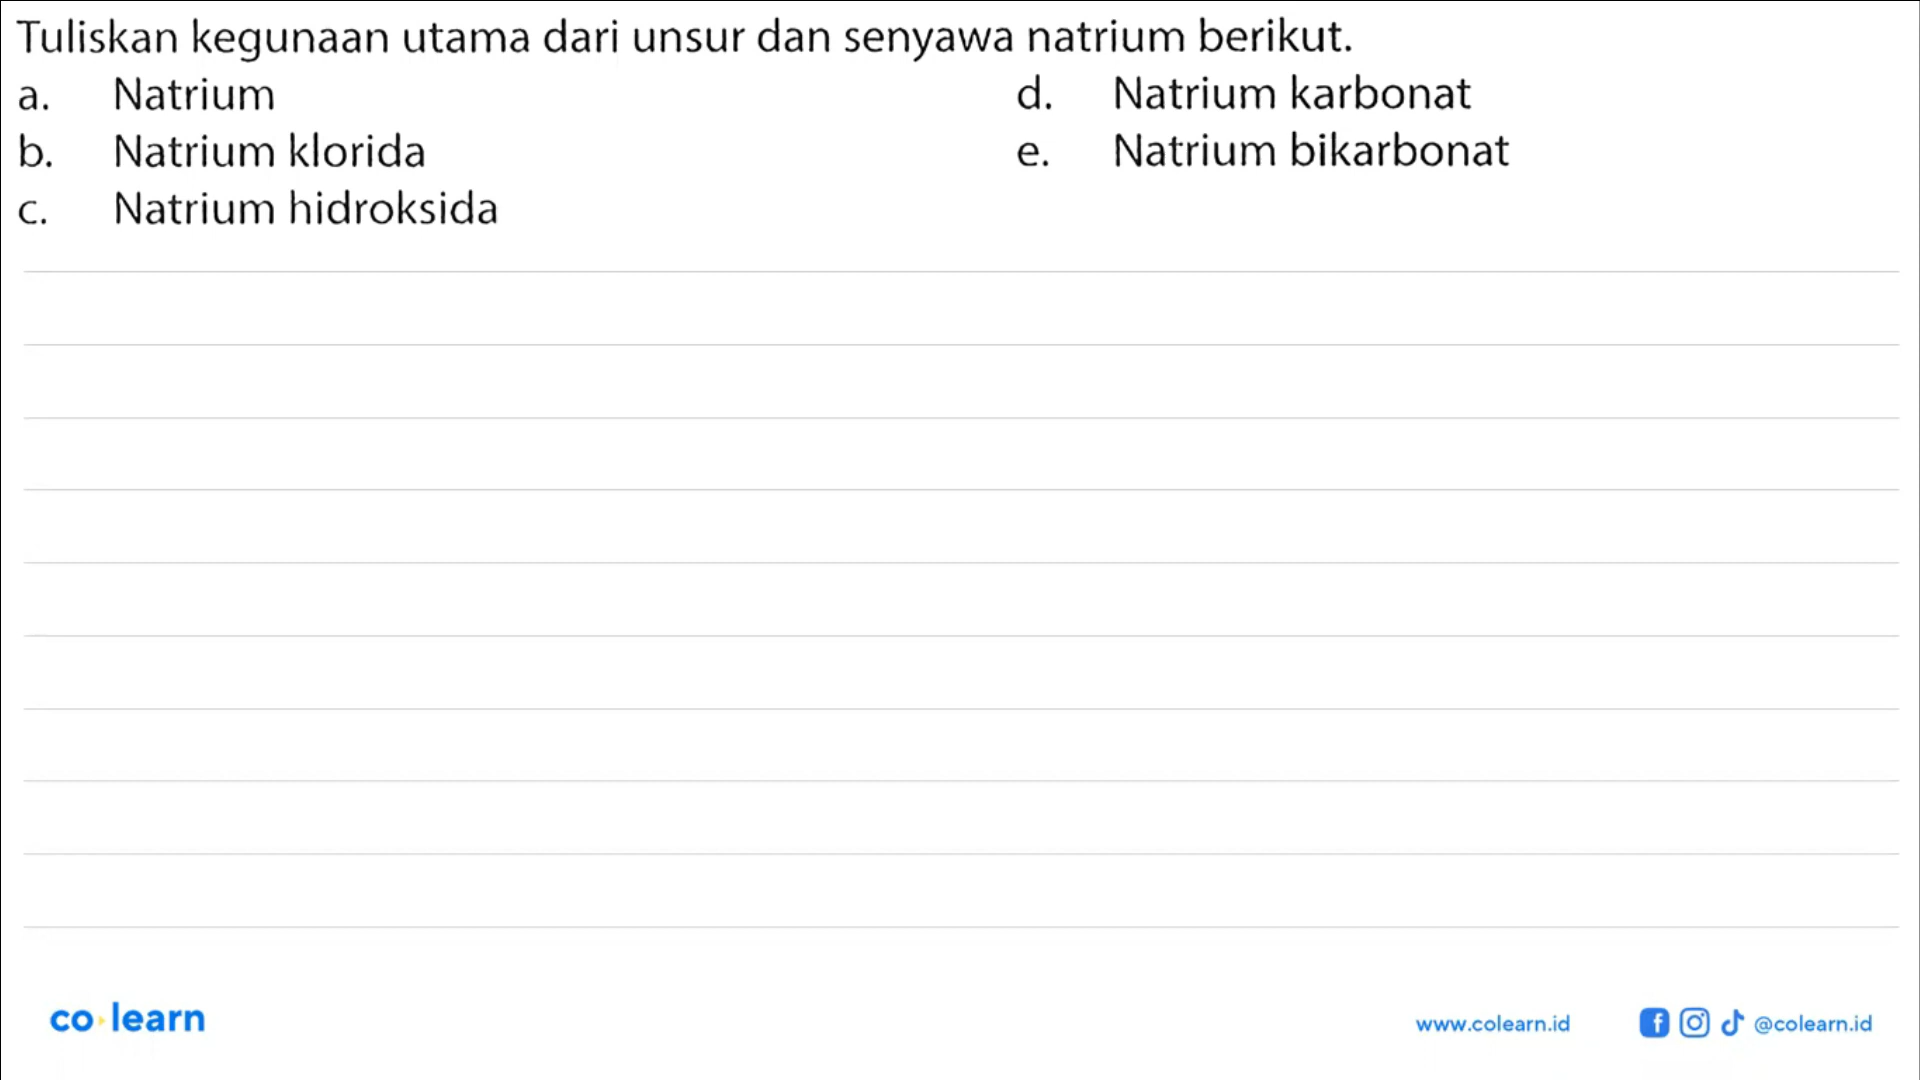 Tuliskan kegunaan utama dari unsur dan senyawa natrium berikut.
a. Natrium
b. Natrium klorida
c. Natrium hidroksida
d. Natrium karbonat
e. Natrium bikarbonat
co learn
www.colearn.id
@colearn.id